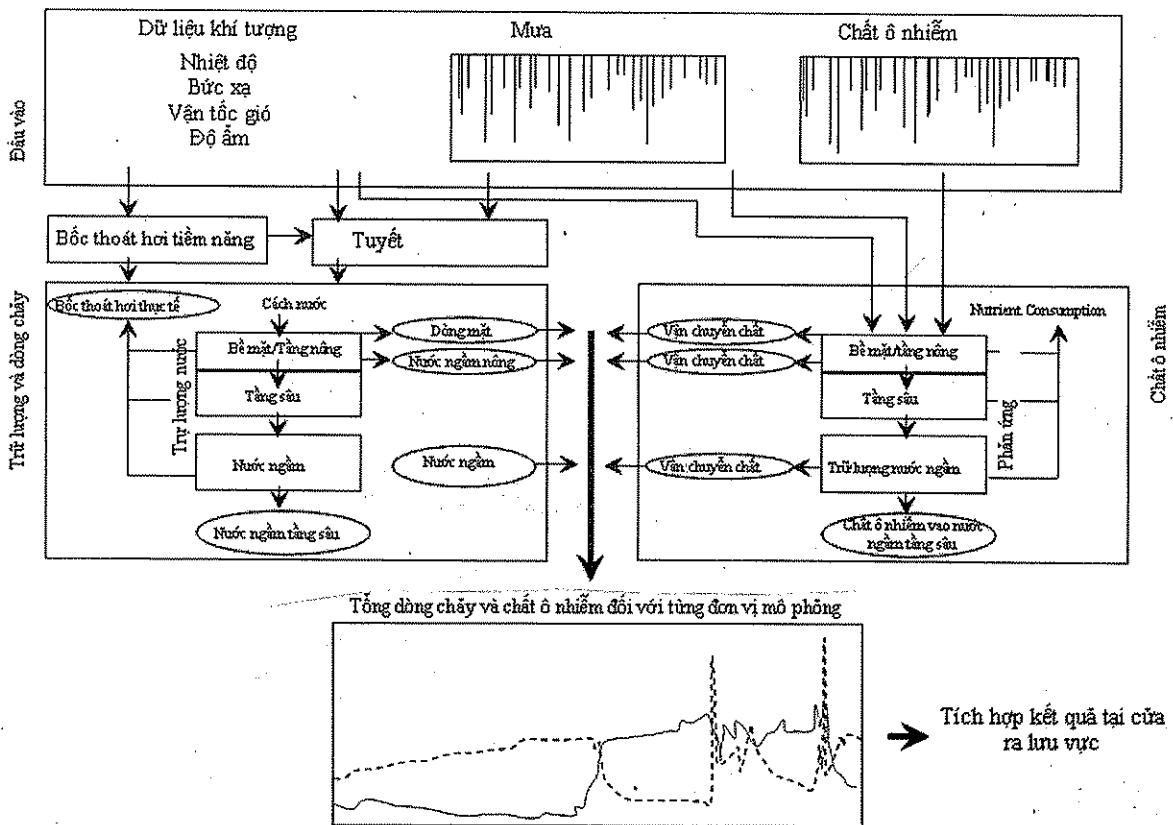 Dữ liệu khí tượng
Nhiệt độ
Bức xạ
Vận tốc gió
Độ ẩm
Mưa
Chất ô nhiễm
Đầu vào
Bốc thoát hơi tiềm năng
Tuyết
Trữ lượng và dòng chảy
Bốc thoát hơi thực tế
Cách nước
Trự lượng nước
Bề mặt/Tầng nông
Tầng sâu
Nước ngầm
Nước ngầm tầng sâu
Dòng mặt
Nước ngầm nông
Nước ngầm
Vận chuyển chất
Vận chuyển chất
Vận chuyển chất
Nutrient Consumption
Bề mặt/tầng nông
Tầng sâu
Trữ lượng nước ngầm
Chất ô nhiễm vào nước
ngầm tầng sâu
Phản ứng
Chất ô nhiễm
Tổng dòng chảy và chất ô nhiễm đối với từng đơn vị mô phỏng
Tích hợp kết quả tại cửa
ra lưu vực